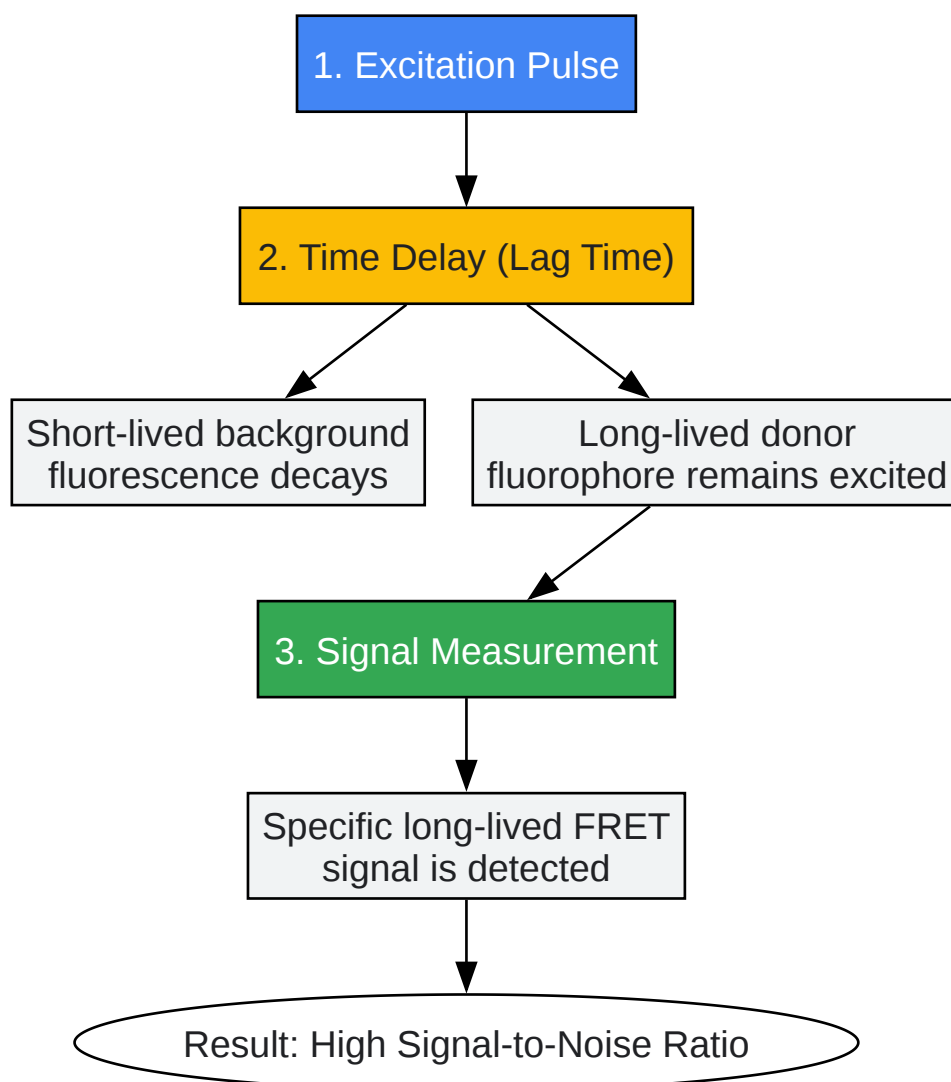 1. Excitation Pulse
2. Time Delay (Lag Time)
Short-lived background
fluorescence decays
Long-lived donor
fluorophore remains excited
3. Signal Measurement
Specific long-lived FRET
signal is detected
Result: High Signal-to-Noise Ratio